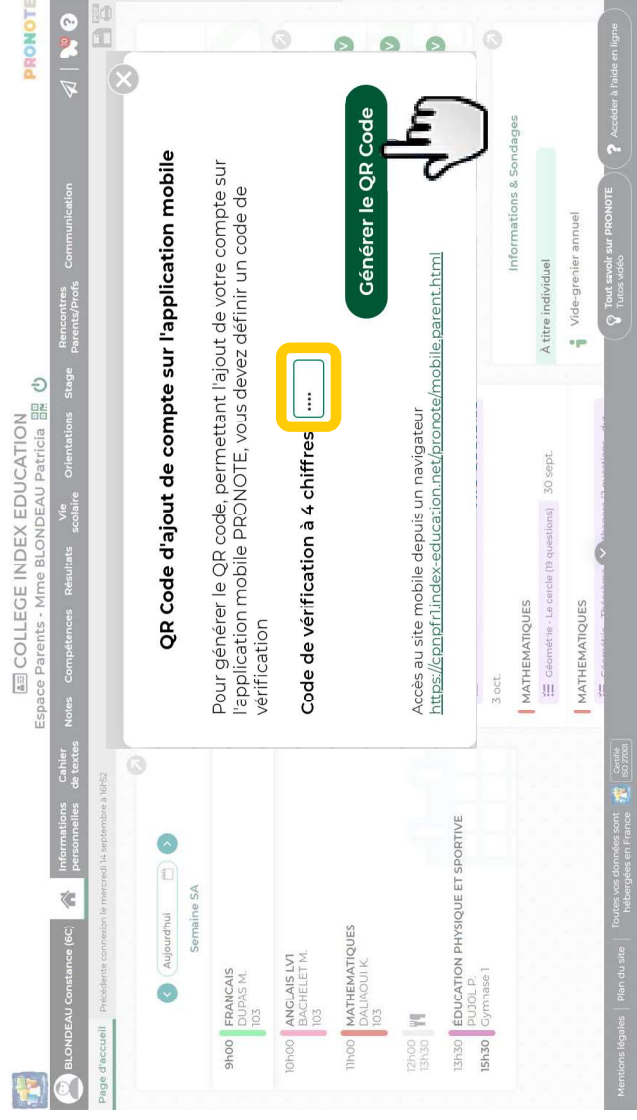 COLLEGE INDEX EDUCATION
Espace Parents - Mme BLONDEAU Patricia
PRONOTE
BLONDEAU Constance (6C)
Informations personnelles
Cahier de textes
Notes
Compétences
Résultats
Vie scolaire
Orientations
Stage
Rencontres Parents/Profs
Communication
10
?
Page d'accueil
Précédente connexion le mercredi 14 septembre à 16h52
PDF
Aujourd'hui
Semaine SA
9h00 FRANCAIS
DUPAS M.
103
10h00 ANGLAIS LV1
BACHELET M.
103
11h00 MATHEMATIQUES
DALIAOUI K.
103
12h00
13h30
13h30 ÉDUCATION PHYSIQUE ET SPORTIVE
PUJOL P.
15h30 Gymnase 1
QR Code d'ajout de compte sur l'application mobile
Pour générer le QR code, permettant l'ajout de votre compte sur
l'application mobile PRONOTE, vous devez définir un code de
vérification
Code de vérification à 4 chiffres ....
Générer le QR Code
Accès au site mobile depuis un navigateur
https://cpnpfr1.index-education.net/pronote/mobile.parent.html
3 oct.
MATHEMATIQUES
Géométrie - Le cercle (19 questions) 30 sept.
MATHEMATIQUES
Informations & Sondages
À titre individuel
Vide-grenier annuel
Mentions légales
Plan du site
Toutes vos données sont
hébergées en France
Certifié
ISO 27001
Tout savoir sur PRONOTE
Tutos vidéo
? Accéder à l'aide en ligne